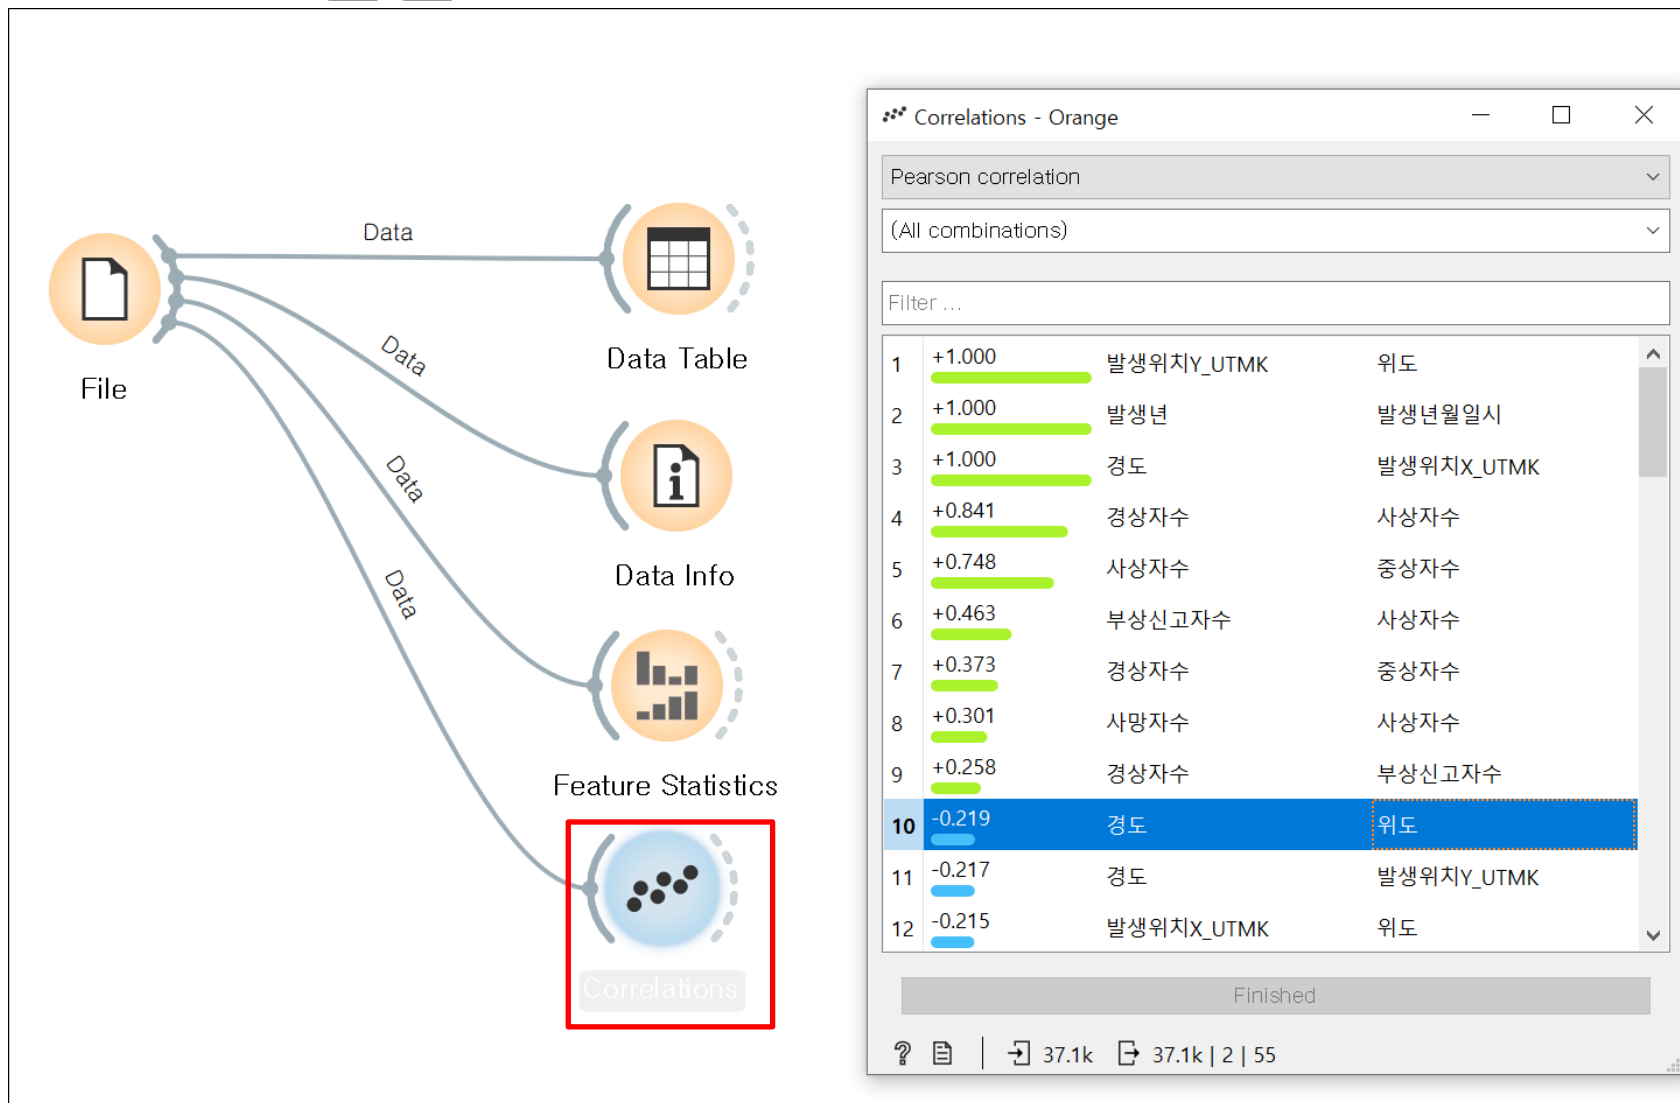 File
Data
Data Table
Data
Data Info
Data
Feature Statistics
Data
Correlations
Correlations - Orange
Pearson correlation
(All combinations)
Filter ...
1 +1.000 발생위치Y_UTMK 위도
2 +1.000 발생년 발생년월일시
3 +1.000 경도 발생위치X_UTMK
4 +0.841 경상자수 사상자수
5 +0.748 사상자수 중상자수
6 +0.463 부상신고자수 사상자수
7 +0.373 경상자수 중상자수
8 +0.301 사망자수 사상자수
9 +0.258 경상자수 부상신고자수
10 -0.219 경도 위도
11 -0.217 경도 발생위치Y_UTMK
12 -0.215 발생위치X_UTMK 위도
Finished
? 37.1k 37.1k | 2 | 55